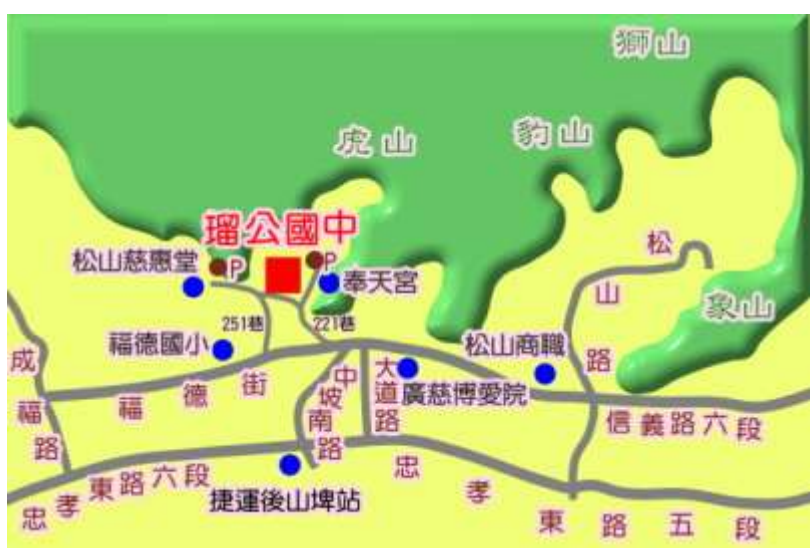 獅山
豹山
虎山
瑠公國中
松山慈惠堂
P
P
奉天宮
松山路
象山
251巷
221巷
福德國小
松山商職
成福路
福德街
中坡南路
大道路
廣慈博愛院
信義路六段
忠孝東路六段
捷運後山埤站
忠孝東路五段